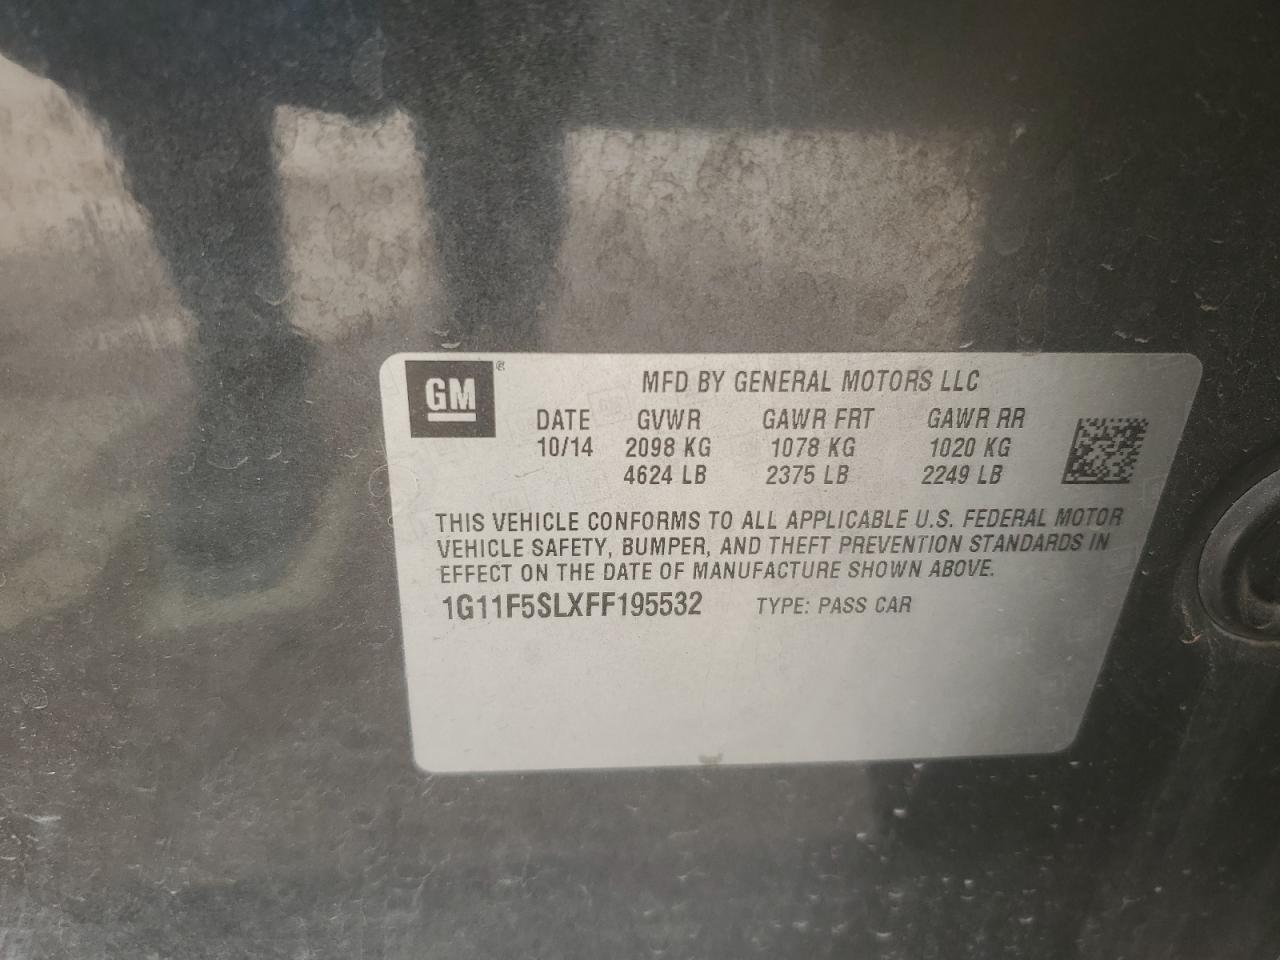 GM ®
MFD BY GENERAL MOTORS LLC
DATE GVWR GAWR FRT GAWR RR
10/14 2098 KG 1078 KG 1020 KG
4624 LB 2375 LB 2249 LB
THIS VEHICLE CONFORMS TO ALL APPLICABLE U.S. FEDERAL MOTOR
VEHICLE SAFETY, BUMPER, AND THEFT PREVENTION STANDARDS IN
EFFECT ON THE DATE OF MANUFACTURE SHOWN ABOVE.
1G11F5SLXFF195532 TYPE: PASS CAR